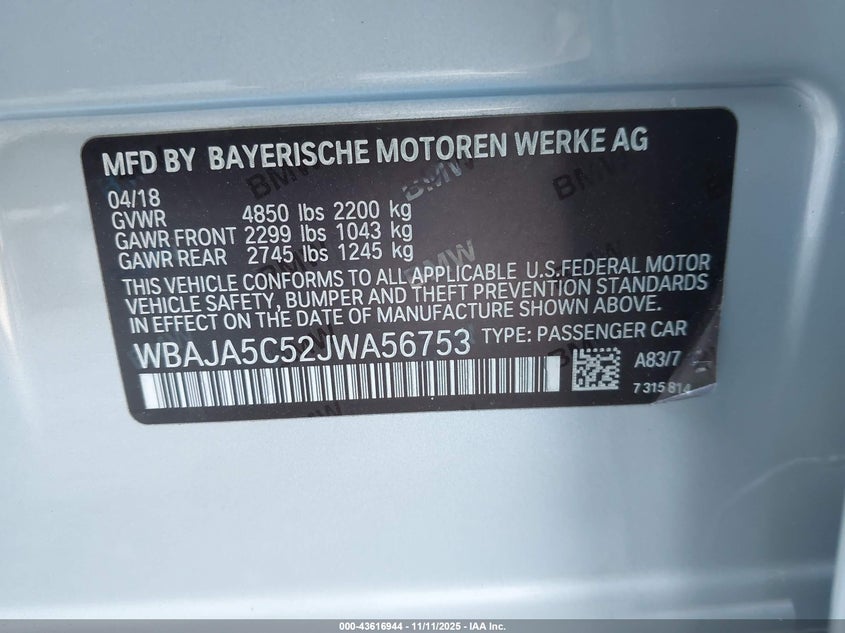 MFD BY BAYERISCHE MOTOREN WERKE AG
04/18
GVWR 4850 lbs 2200 kg
GAWR FRONT 2299 lbs 1043 kg
GAWR REAR 2745 lbs 1245 kg
THIS VEHICLE CONFORMS TO ALL APPLICABLE U.S.FEDERAL MOTOR
VEHICLE SAFETY, BUMPER AND THEFT PREVENTION STANDARDS
IN EFFECT ON THE DATE OF MANUFACTURE SHOWN ABOVE.
WBAJA5C52JWA56753 TYPE: PASSENGER CAR
A83/7
7 315 814
000-43616944 - 11/11/2025 - IAA Inc.